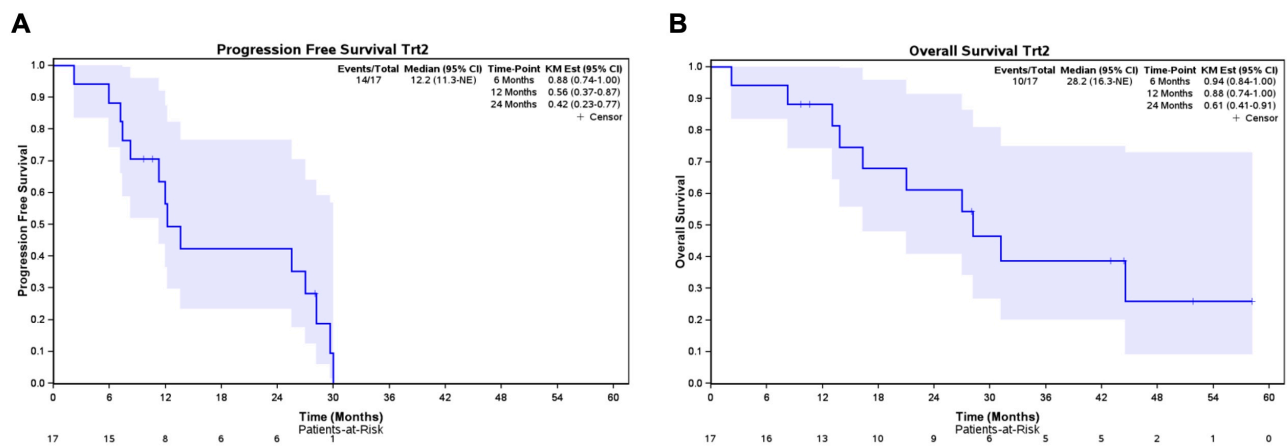 A
Progression Free Survival Trt2
Events/Total Median (95% CI) Time-Point KM Est (95% CI)
14/17 12.2 (11.3-NE) 6 Months 0.88 (0.74-1.00)
12 Months 0.56 (0.37-0.87)
24 Months 0.42 (0.23-0.77)
+ Censor
Progression Free Survival
1.0
0.9
0.8
0.7
0.6
0.5
0.4
0.3
0.2
0.1
0.0
0 6 12 18 24 30 36 42 48 54 60
Time (Months)
Patients-at-Risk
17 15 8 6 6 1
B
Overall Survival Trt2
Events/Total Median (95% CI) Time-Point KM Est (95% CI)
10/17 28.2 (16.3-NE) 6 Months 0.94 (0.84-1.00)
12 Months 0.88 (0.74-1.00)
24 Months 0.61 (0.41-0.91)
+ Censor
Overall Survival
1.0
0.9
0.8
0.7
0.6
0.5
0.4
0.3
0.2
0.1
0.0
0 6 12 18 24 30 36 42 48 54 60
Time (Months)
Patients-at-Risk
17 16 13 10 9 6 5 5 2 1 0